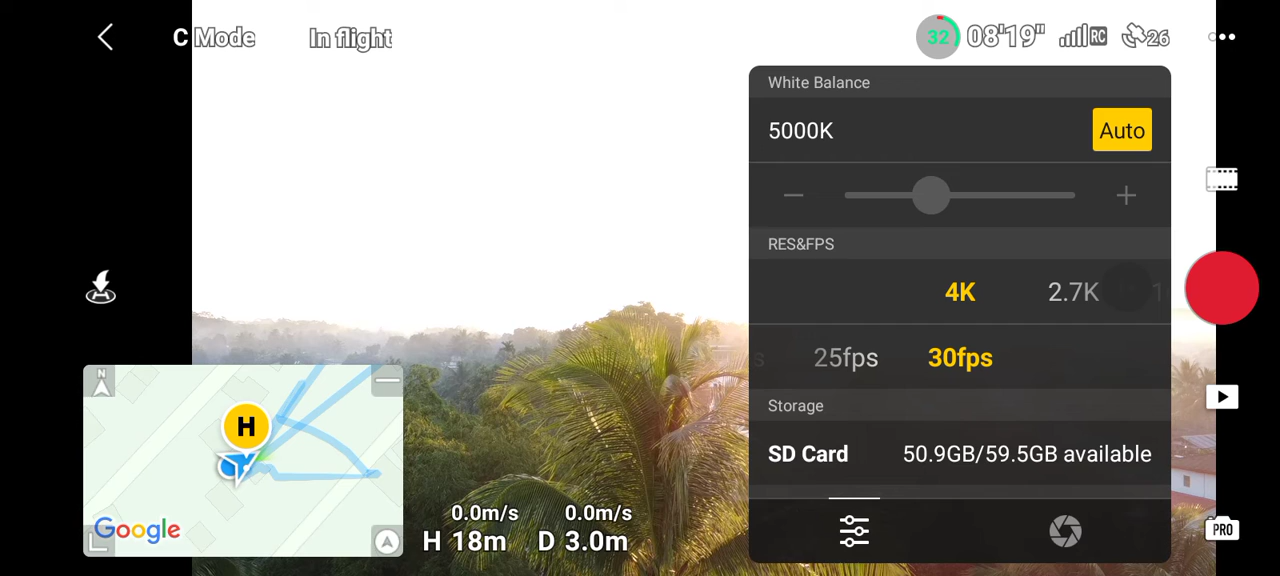 C Mode In flight 32 08'19" RC 26
White Balance
5000K Auto
RES&FPS
4K 2.7K
25fps 30fps
Storage
SD Card 50.9GB/59.5GB available
N
H
Google
0.0m/s 0.0m/s
H 18m D 3.0m
PRO